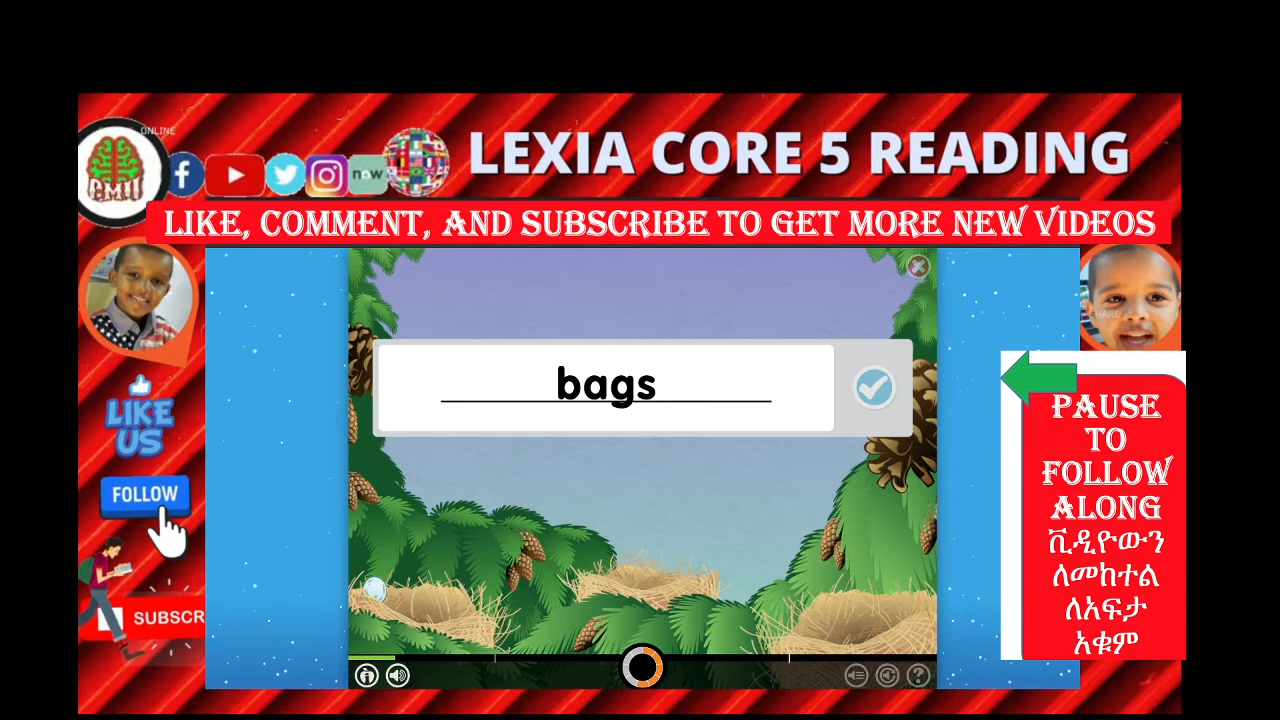 ONLINE
LEXIA CORE 5 READING
now
LIKE, COMMENT, AND SUBSCRIBE TO GET MORE NEW VIDEOS
SHARE
bags
LIKE
US
FOLLOW
SUBSCR
PAUSE
TO
FOLLOW
ALONG
ቪዲዮውን
ለመከተል
ለአፍታ
አቁም